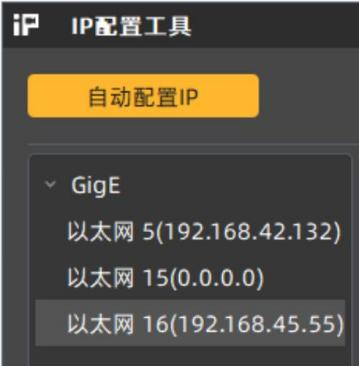 iP IP配置工具
自动配置IP
GigE
以太网 5(192.168.42.132)
以太网 15(0.0.0.0)
以太网 16(192.168.45.55)